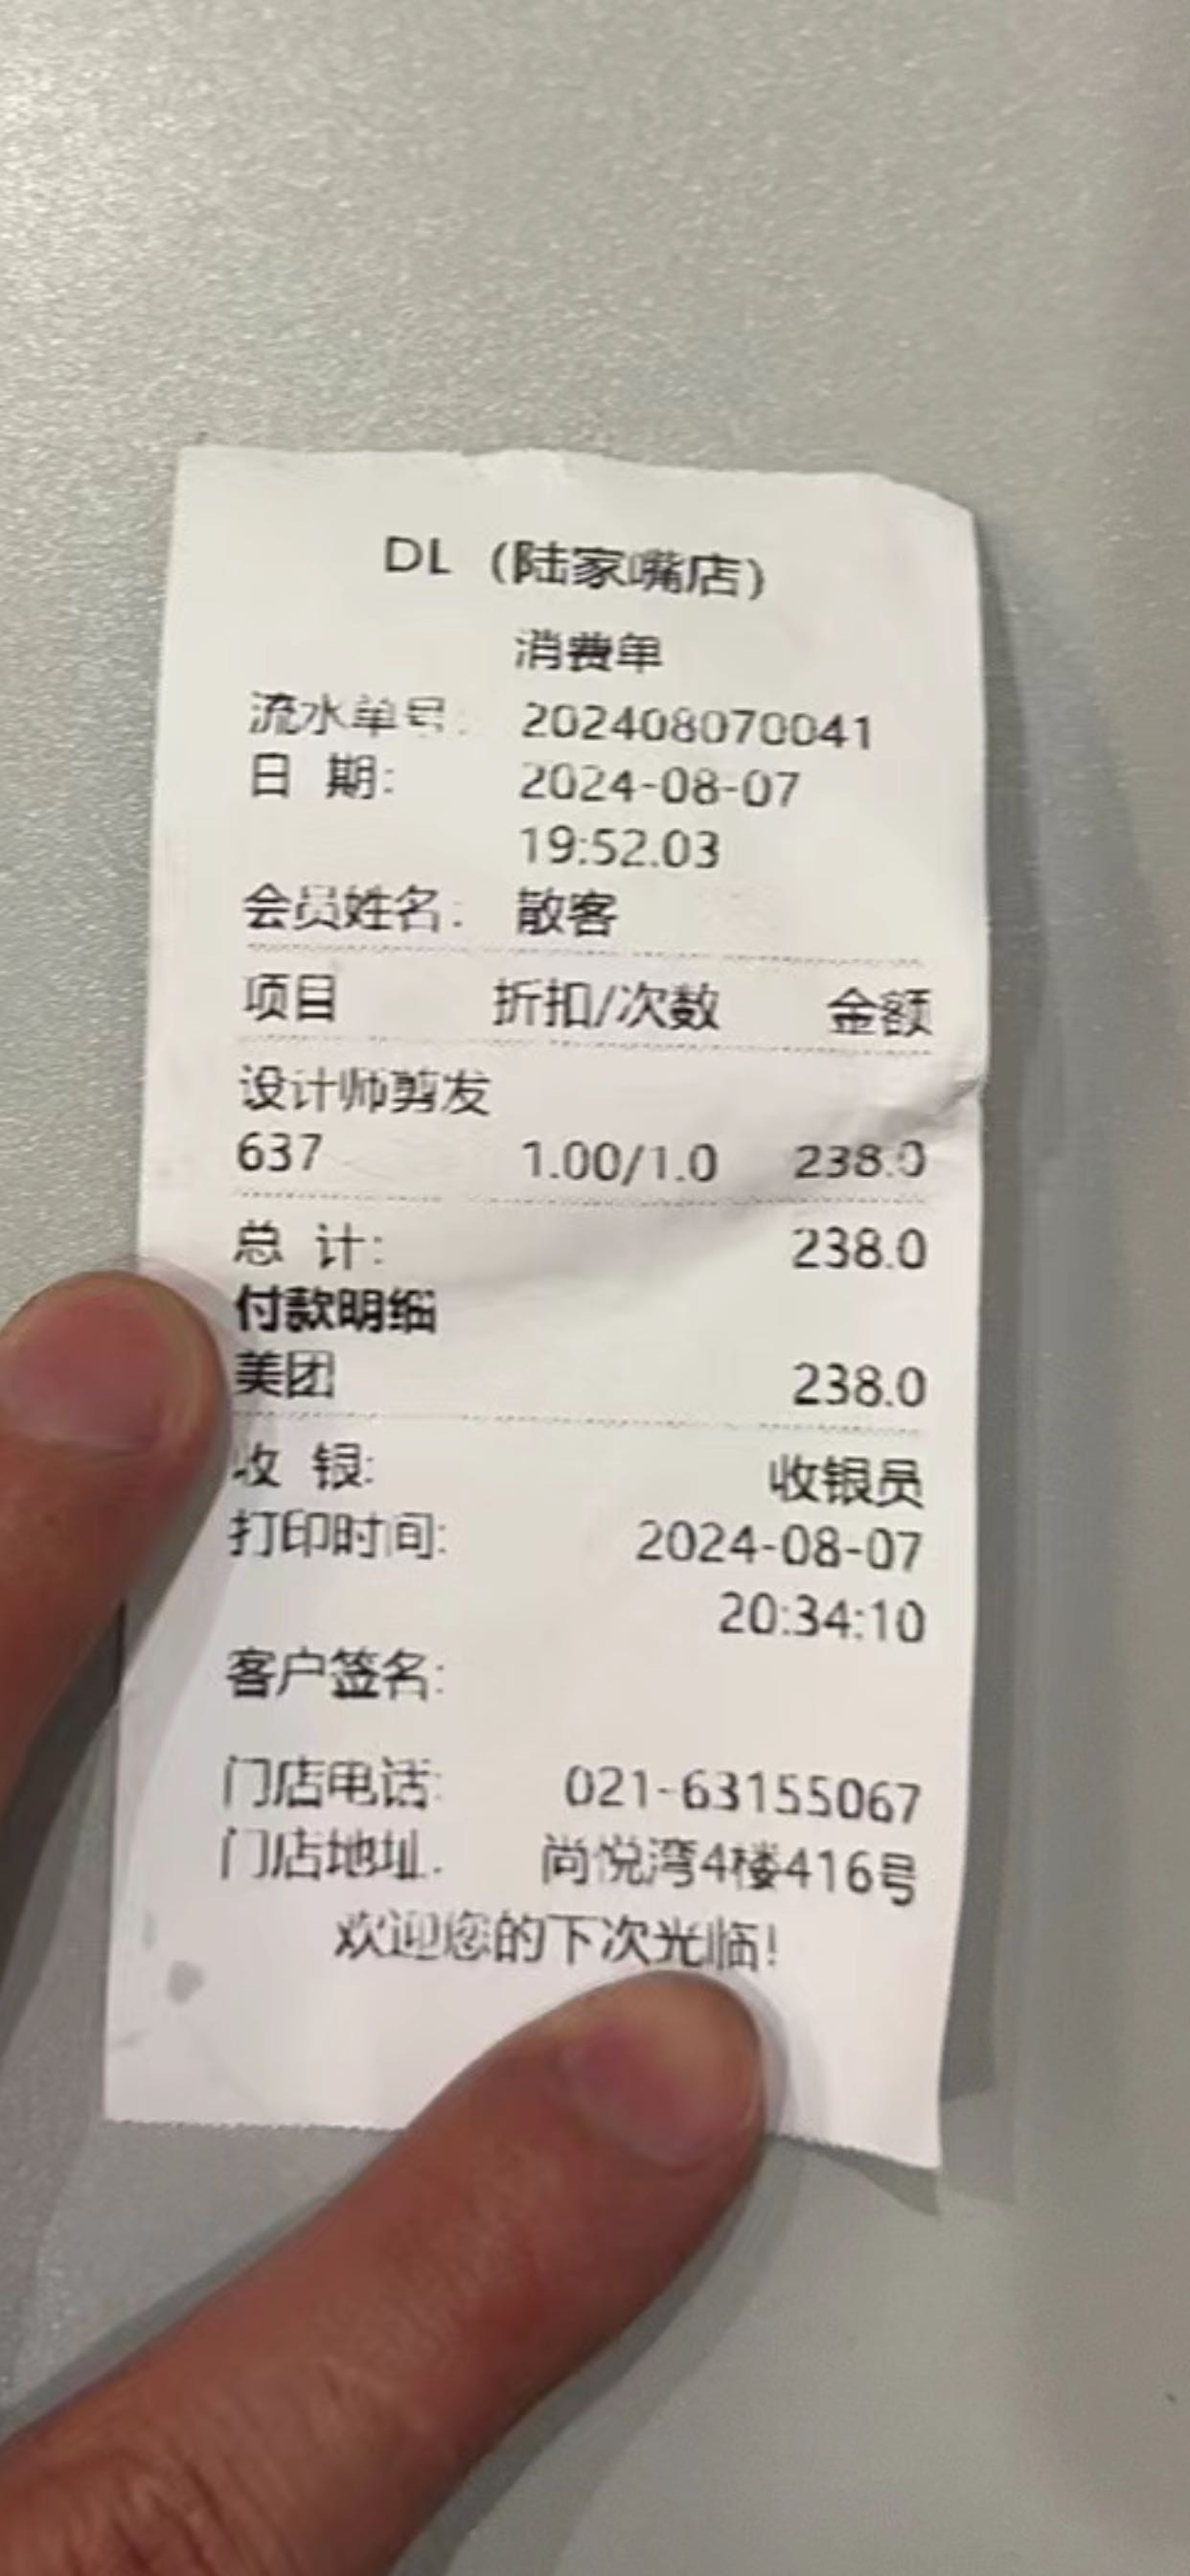 DL（陆家嘴店）
消费单
流水单号: 202408070041
日 期: 2024-08-07
19:52.03
会员姓名: 散客
项目 折扣/次数 金额
设计师剪发
637 1.00/1.0 238.0
总 计: 238.0
付款明细
美团 238.0
收 银: 收银员
打印时间: 2024-08-07
20:34:10
客户签名:
门店电话: 021-63155067
门店地址. 尚悦湾4楼416号
欢迎您的下次光临!